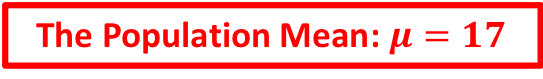 The Population Mean: μ = 17